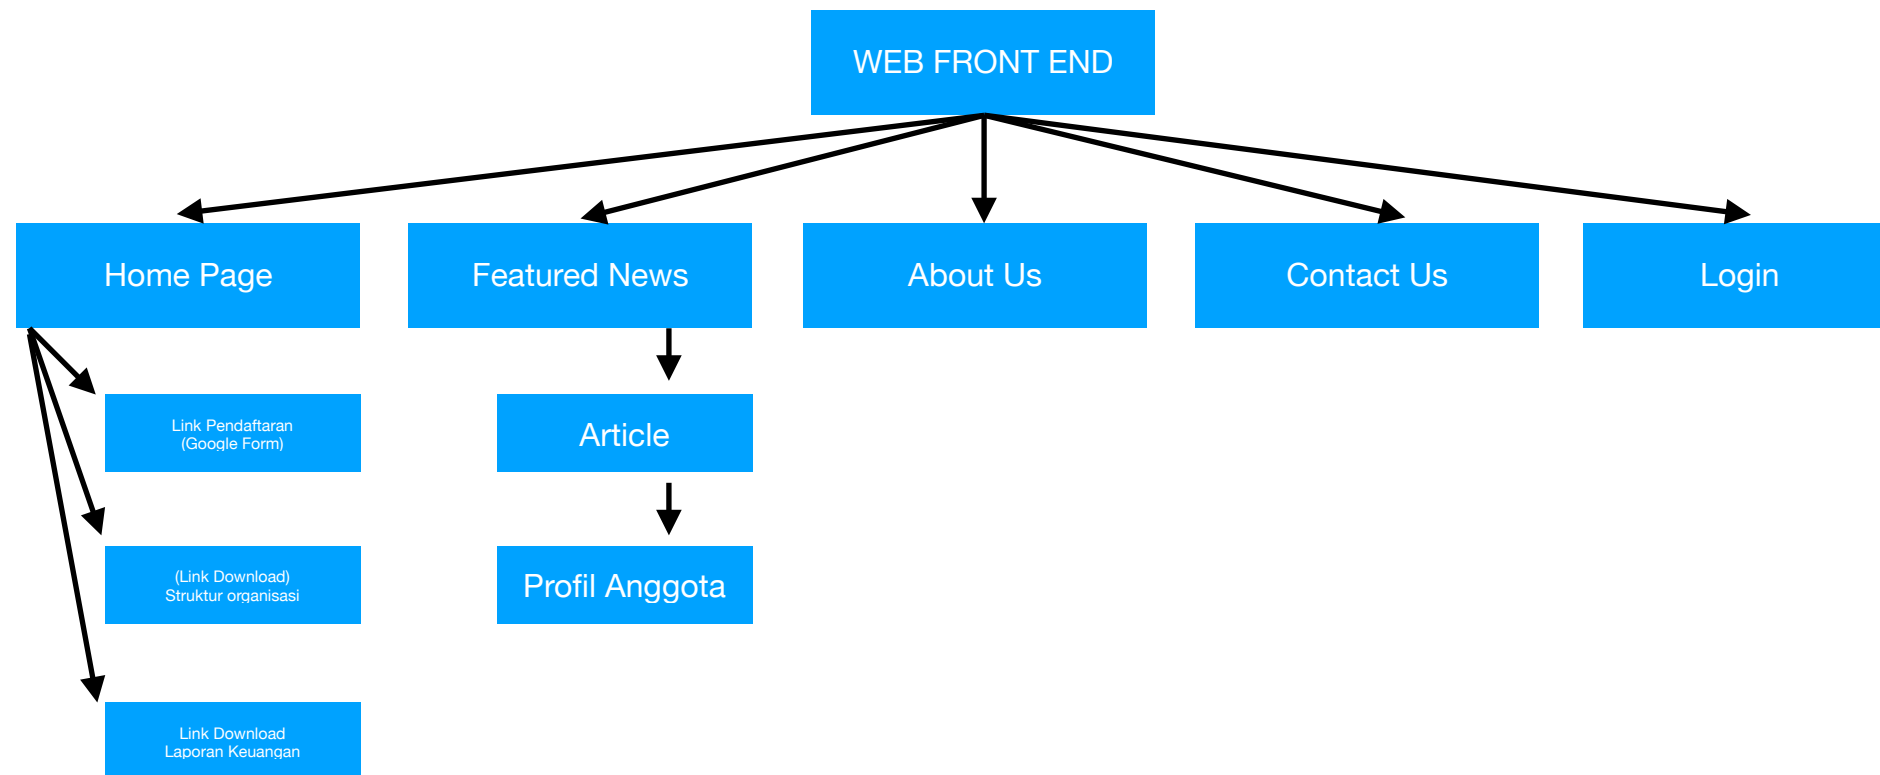 WEB FRONT END
Home Page
Featured News
About Us
Contact Us
Login
Link Pendaftaran
(Google Form)
Article
(Link Download)
Struktur organisasi
Profil Anggota
Link Download
Laporan Keuangan